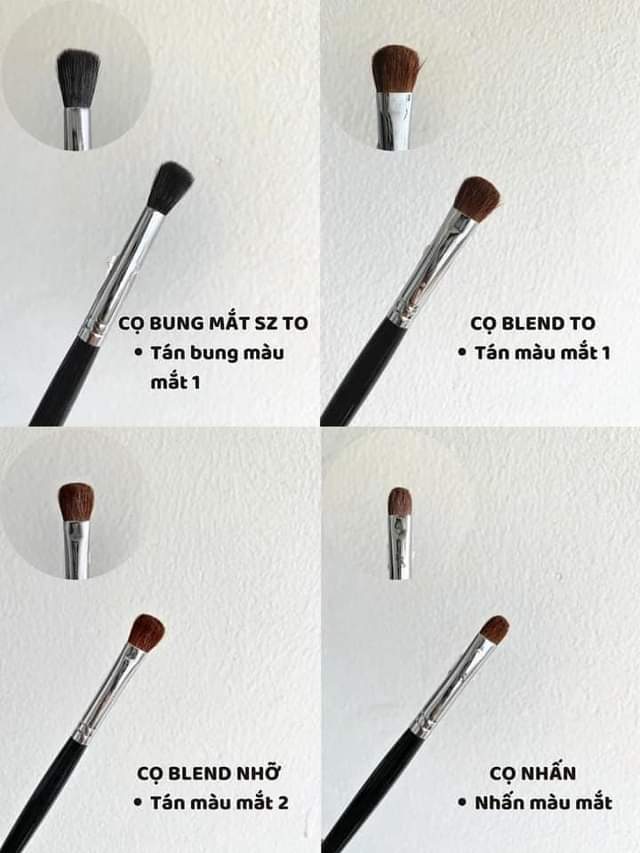 CỌ BUNG MẮT SZ TO
• Tán bung màu
mắt 1
CỌ BLEND TO
• Tán màu mắt 1
CỌ BLEND NHỠ
• Tán màu mắt 2
CỌ NHẤN
• Nhấn màu mắt